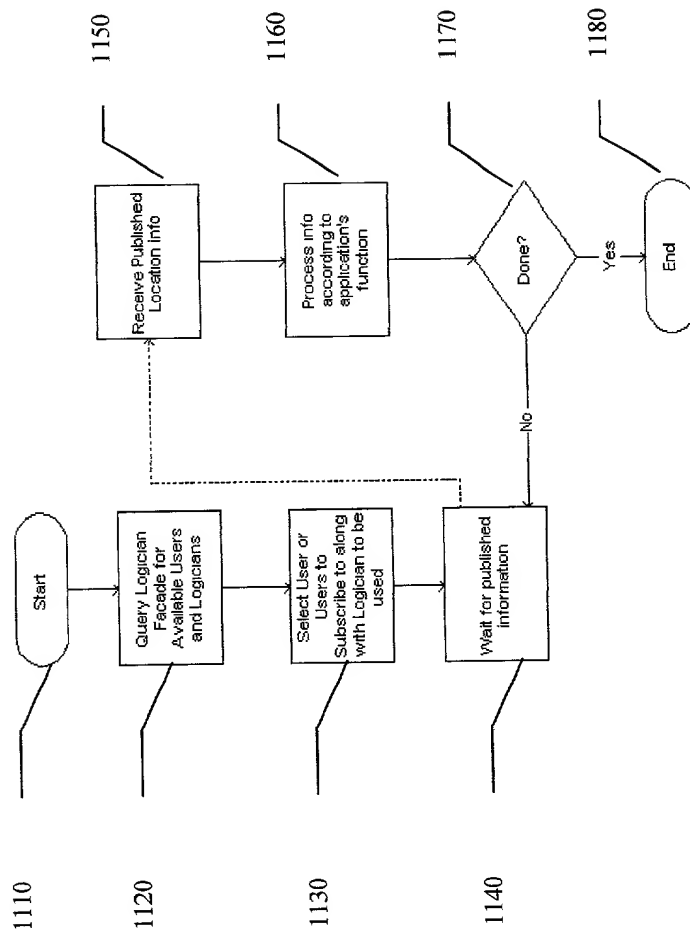 1110
Start
1120
Query Logician
Facade for
Available Users
and Logicians
1130
Select User or
Users to
Subscribe to along
with Logician to be
used
1140
Wait for published
information
1150
Receive Published
Location info
1160
Process info
according to
application's
function
1170
Done?
No
Yes
1180
End